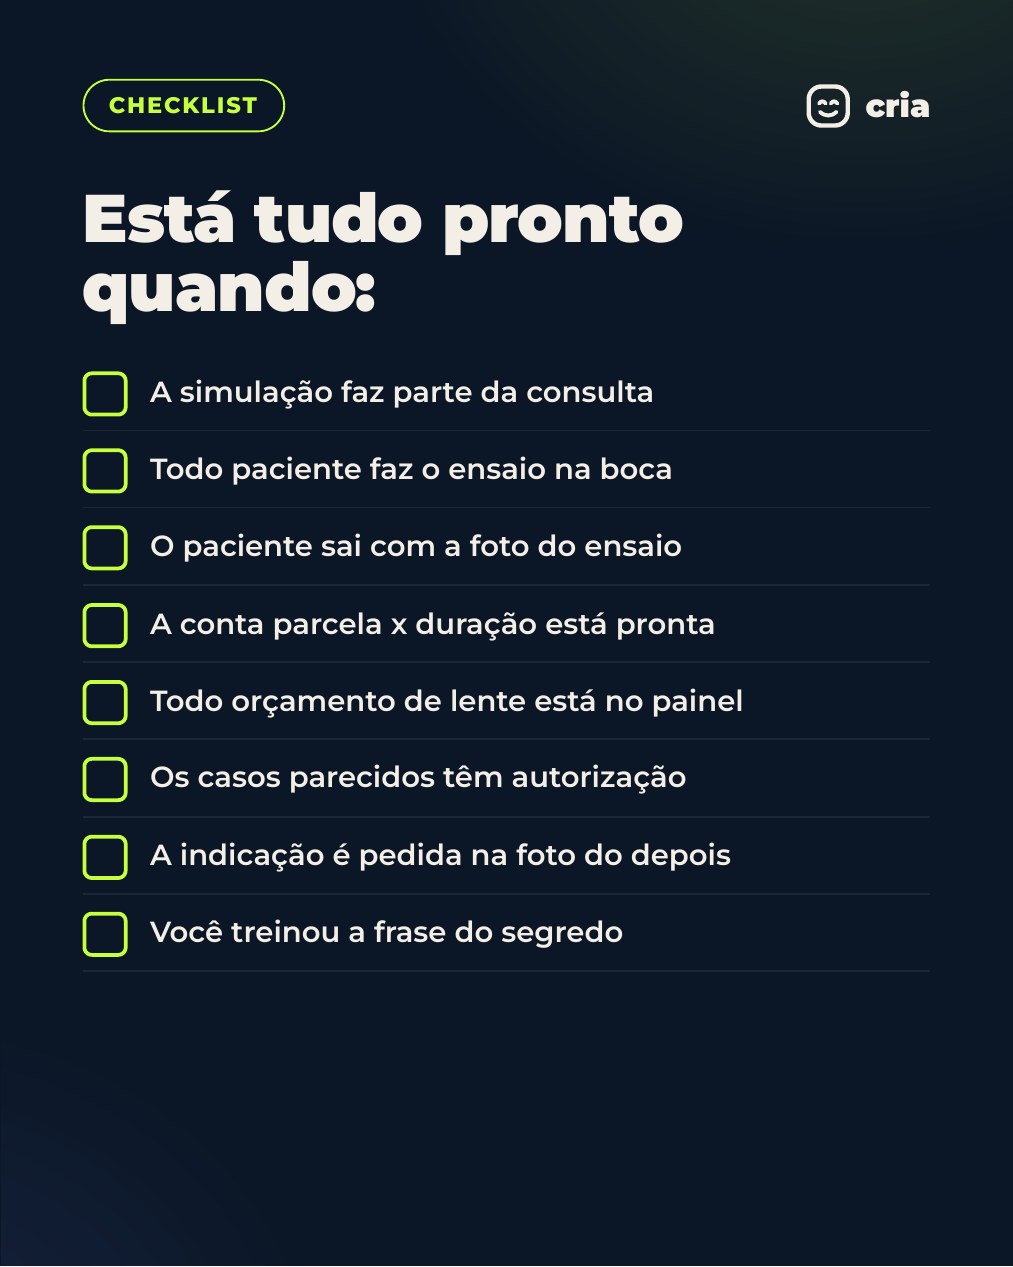 CHECKLIST
cria
Está tudo pronto
quando:
A simulação faz parte da consulta
Todo paciente faz o ensaio na boca
O paciente sai com a foto do ensaio
A conta parcela x duração está pronta
Todo orçamento de lente está no painel
Os casos parecidos têm autorização
A indicação é pedida na foto do depois
Você treinou a frase do segredo